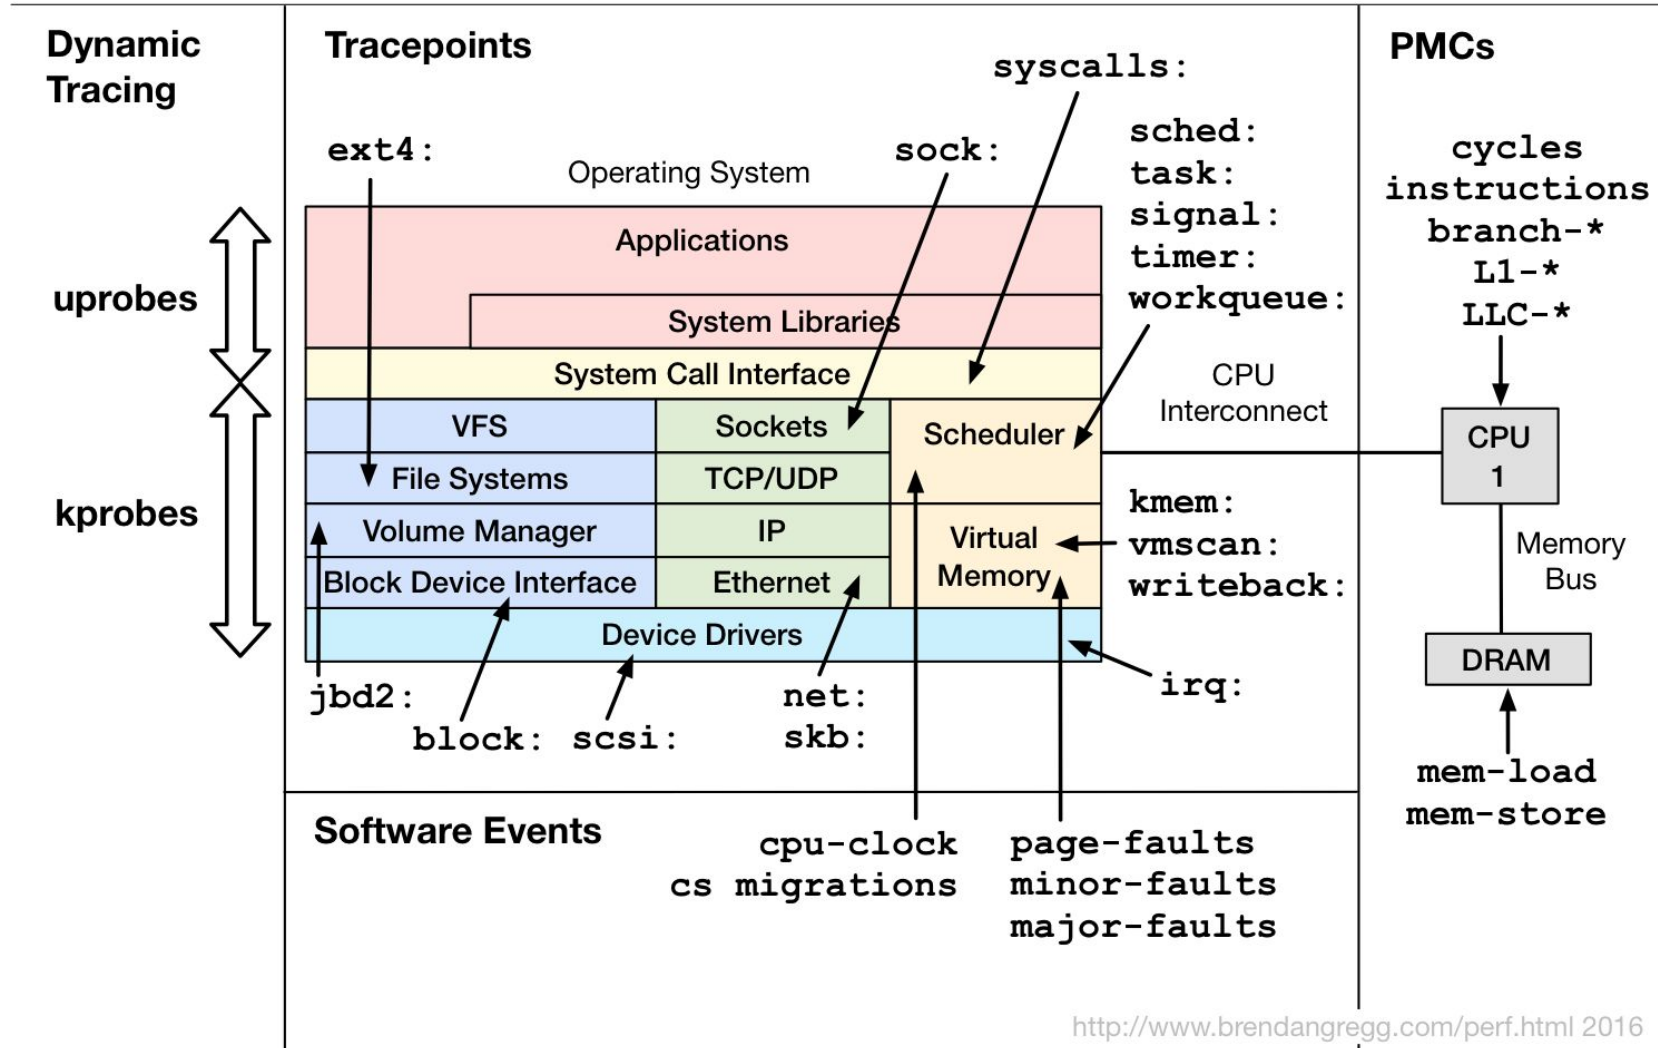 Dynamic
Tracing
uprobes
kprobes
Tracepoints
syscalls:
ext4:
Operating System
sock:
sched:
task:
signal:
timer:
workqueue:
Applications
System Libraries
System Call Interface
VFS
Sockets
Scheduler
File Systems
TCP/UDP
Volume Manager
IP
Virtual
Memory
Block Device Interface
Ethernet
Device Drivers
kmem:
vmscan:
writeback:
jbd2:
block:
scsi:
net:
skb:
irq:
CPU
Interconnect
PMCs
cycles
instructions
branch-*
L1-*
LLC-*
CPU
1
Memory
Bus
DRAM
mem-load
mem-store
Software Events
cpu-clock
cs migrations
page-faults
minor-faults
major-faults
http://www.brendangregg.com/perf.html 2016